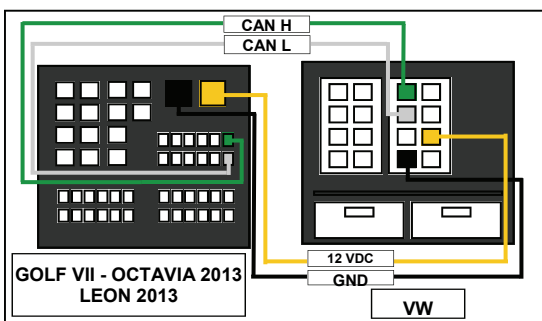 CAN H
CAN L
12 VDC
GND
GOLF VII - OCTAVIA 2013
LEON 2013
VW